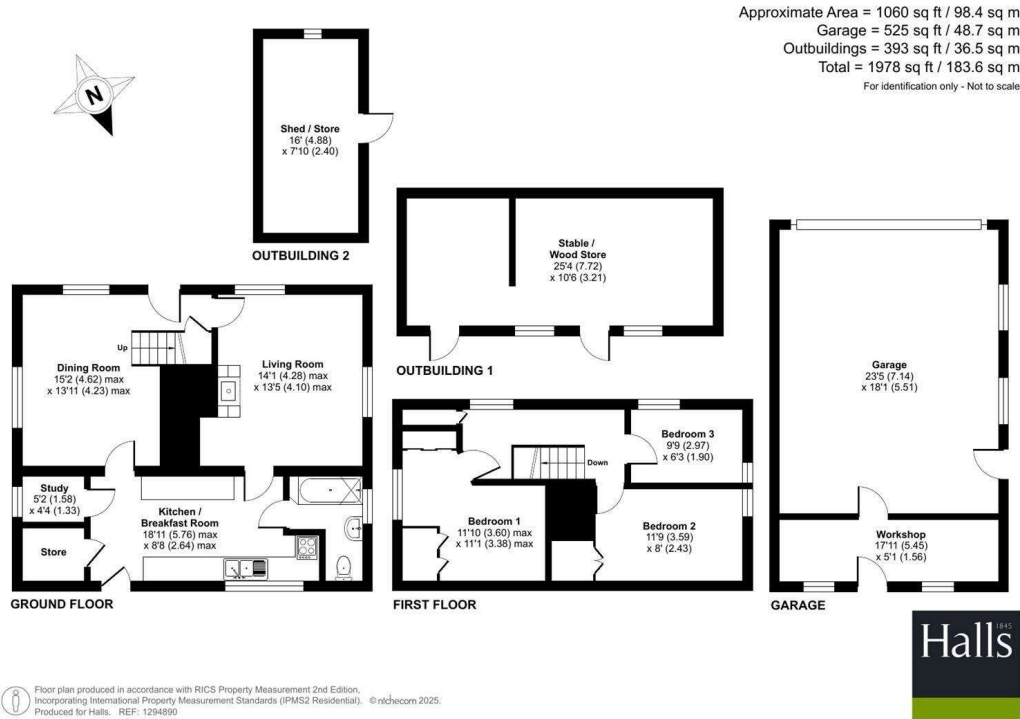 Approximate Area = 1060 sq ft / 98.4 sq m
Garage = 525 sq ft / 48.7 sq m
Outbuildings = 393 sq ft / 36.5 sq m
Total = 1978 sq ft / 183.6 sq m
For identification only - Not to scale
N
Shed / Store
16' (4.88)
x 7'10 (2.40)
OUTBUILDING 2
Stable /
Wood Store
25'4 (7.72)
x 10'6 (3.21)
OUTBUILDING 1
Up
Dining Room
15'2 (4.62) max
x 13'11 (4.23) max
Living Room
14'1 (4.28) max
x 13'5 (4.10) max
Study
5'2 (1.58)
x 4'4 (1.33)
Store
Kitchen /
Breakfast Room
18'11 (5.76) max
x 8'8 (2.64) max
GROUND FLOOR
Down
Bedroom 3
9'9 (2.97)
x 6'3 (1.90)
Bedroom 1
11'10 (3.60) max
x 11'1 (3.38) max
Bedroom 2
11'9 (3.59)
x 8' (2.43)
FIRST FLOOR
Garage
23'5 (7.14)
x 18'1 (5.51)
Workshop
17'11 (5.45)
x 5'1 (1.56)
GARAGE
1845
Halls
Floor plan produced in accordance with RICS Property Measurement 2nd Edition,
Incorporating International Property Measurement Standards (IPMS2 Residential). © nichecom 2025.
Produced for Halls. REF: 1294890